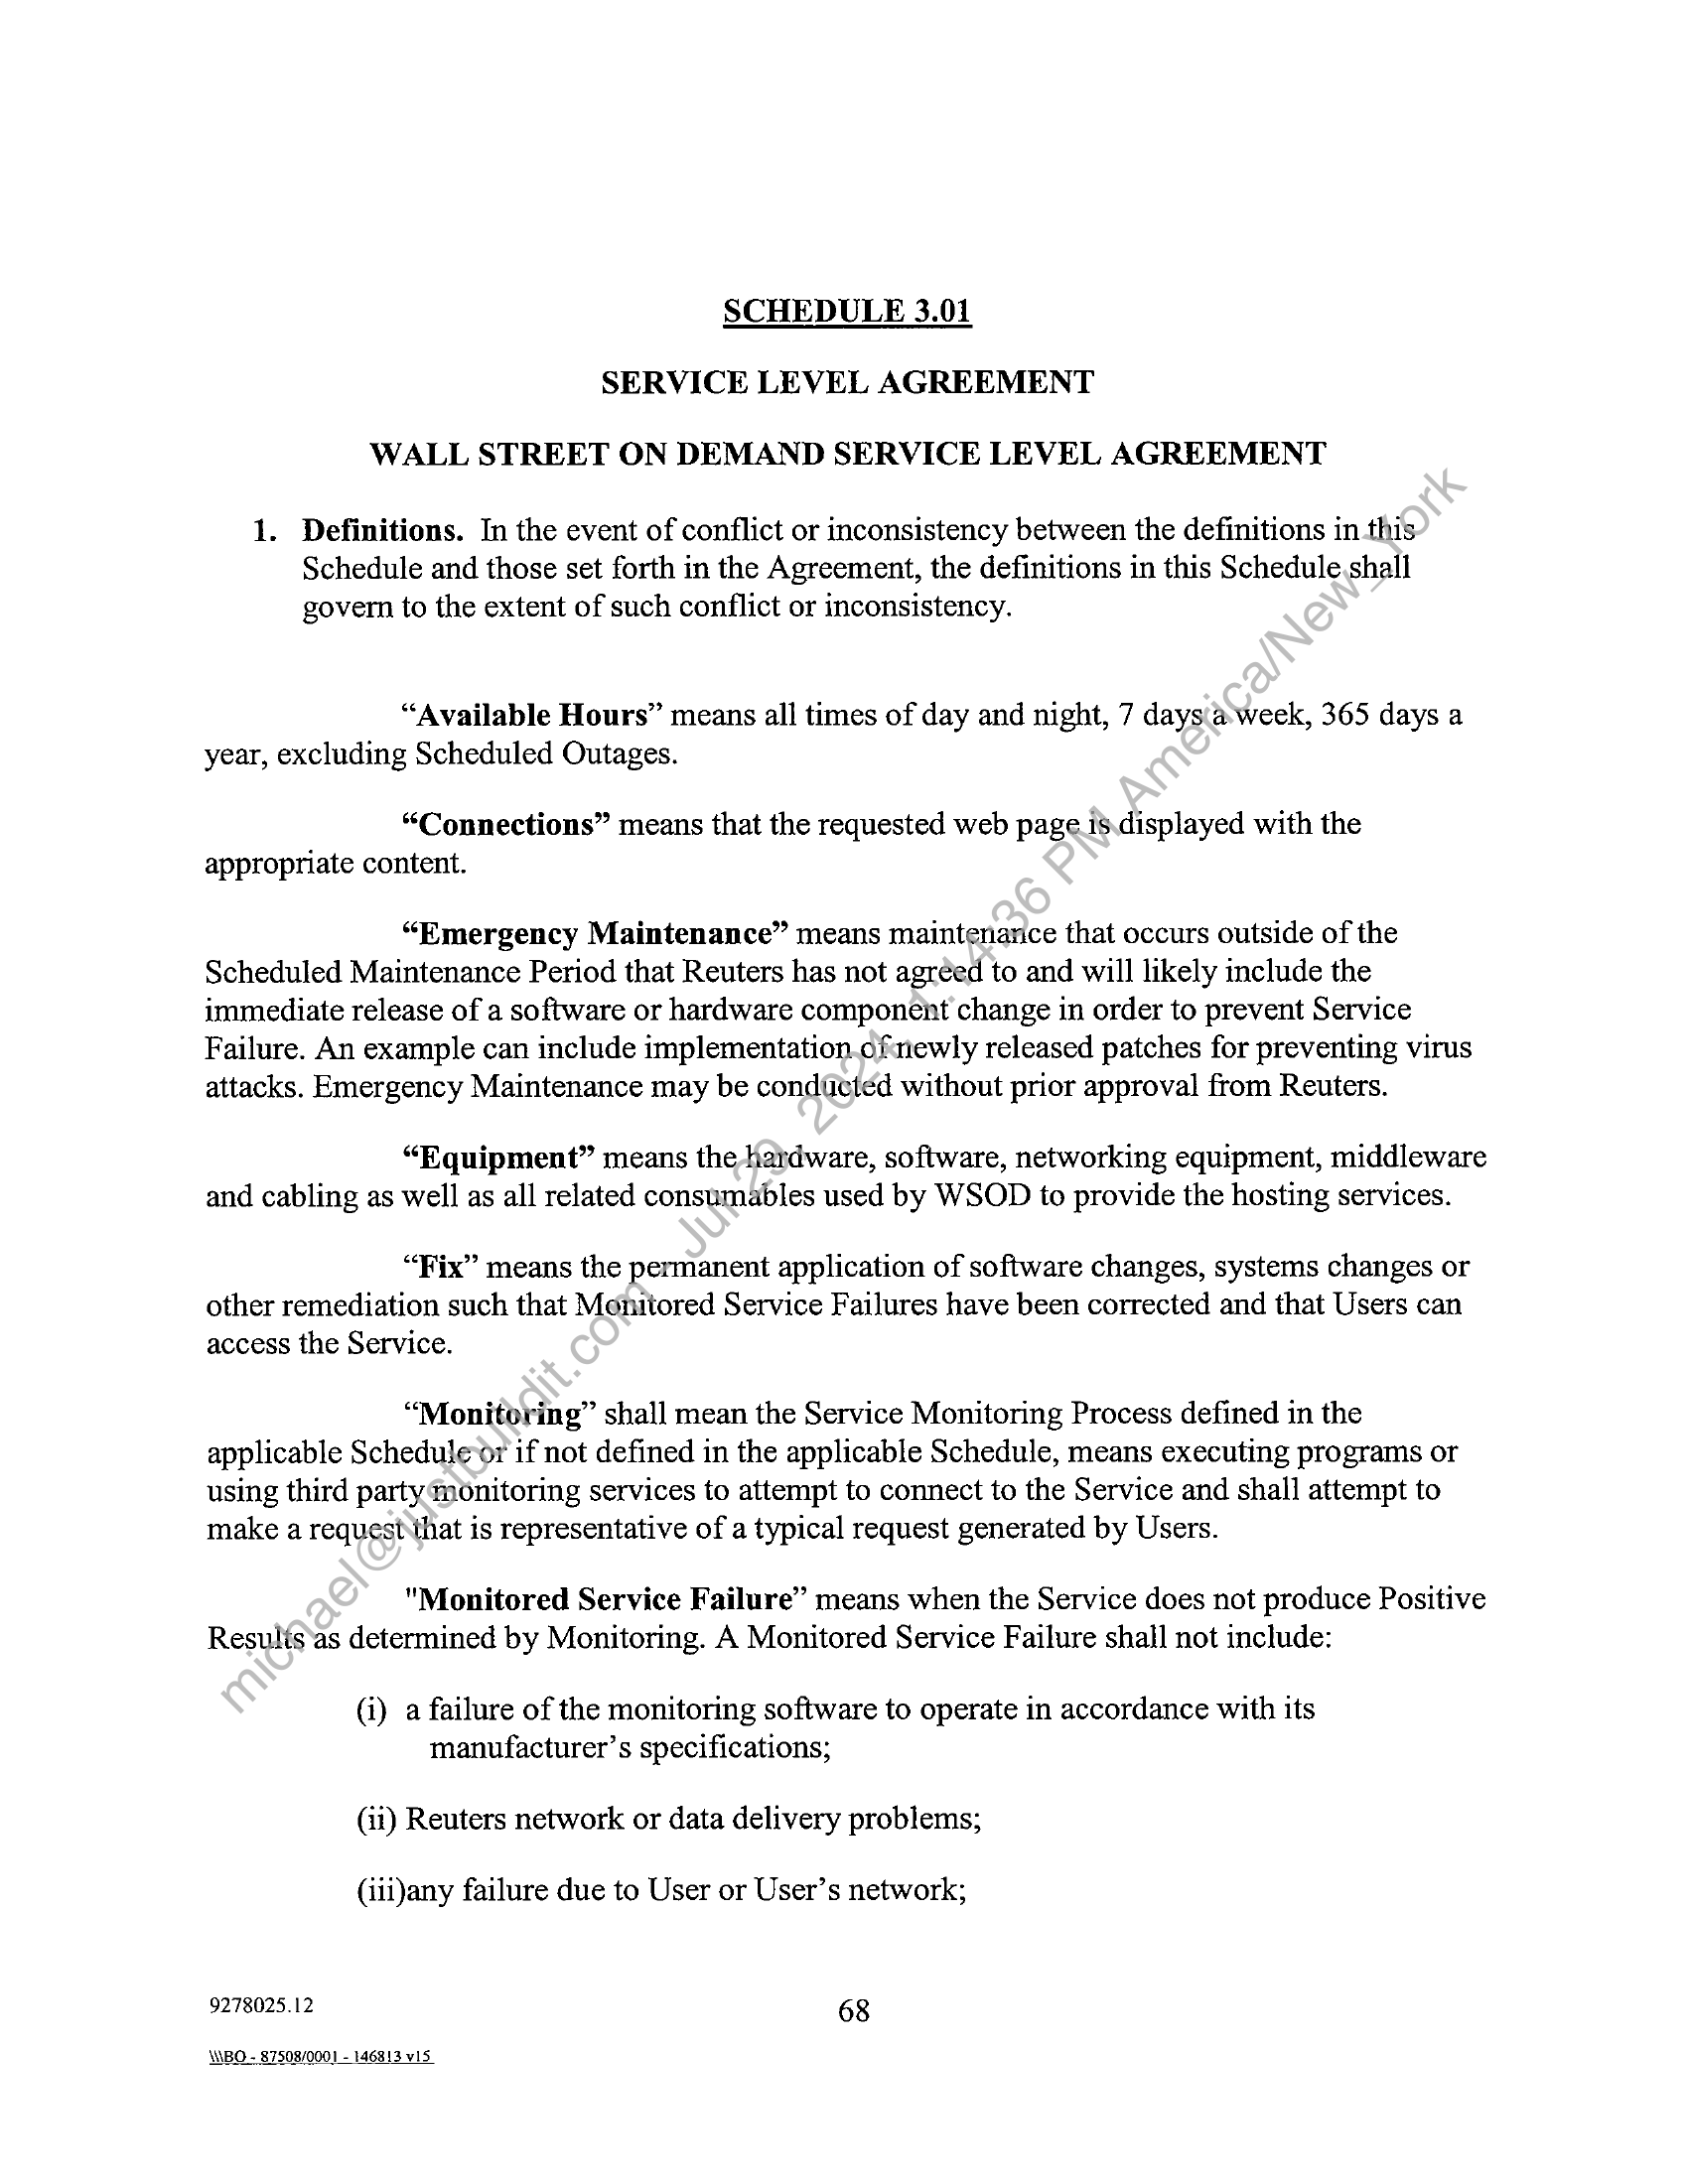 SCHEDULE 3.01
SERVICE LEVEL AGREEMENT
WALL STREET ON DEMAND SERVICE LEVEL AGREEMENT
1. Definitions. In the event of conflict or inconsistency between the definitions in this
Schedule and those set forth in the Agreement, the definitions in this Schedule shall
govern to the extent of such conflict or inconsistency.
“Available Hours” means all times of day and night, 7 days a week, 365 days a
year, excluding Scheduled Outages.
“Connections” means that the requested web page is displayed with the
appropriate content.
“Emergency Maintenance” means maintenance that occurs outside of the
Scheduled Maintenance Period that Reuters has not agreed to and will likely include the
immediate release of a software or hardware component change in order to prevent Service
Failure. An example can include implementation of newly released patches for preventing virus
attacks. Emergency Maintenance may be conducted without prior approval from Reuters.
“Equipment” means the hardware, software, networking equipment, middleware
and cabling as well as all related consumables used by WSOD to provide the hosting services.
“Fix” means the permanent application of software changes, systems changes or
other remediation such that Monitored Service Failures have been corrected and that Users can
access the Service.
“Monitoring” shall mean the Service Monitoring Process defined in the
applicable Schedule or if not defined in the applicable Schedule, means executing programs or
using third party monitoring services to attempt to connect to the Service and shall attempt to
make a request that is representative of a typical request generated by Users.
"Monitored Service Failure” means when the Service does not produce Positive
Results as determined by Monitoring. A Monitored Service Failure shall not include:
(i) a failure of the monitoring software to operate in accordance with its
manufacturer’s specifications;
(ii) Reuters network or data delivery problems;
(iii)any failure due to User or User’s network;
9278025.12
68
\\\BO - 87508/0001 - 146813 v15
michael@justbuildit.com - Jul 29, 2024, 1:14:36 PM America/New_York